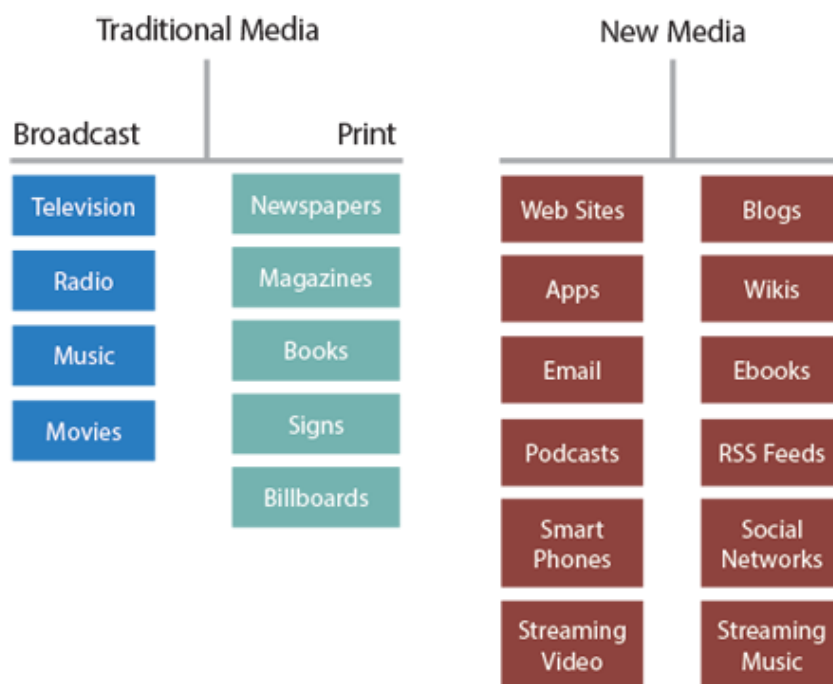 Traditional Media
Broadcast
Print
Television
Radio
Music
Movies
Newspapers
Magazines
Books
Signs
Billboards
New Media
Web Sites
Apps
Email
Podcasts
Smart
Phones
Streaming
Video
Blogs
Wikis
Ebooks
RSS Feeds
Social
Networks
Streaming
Music